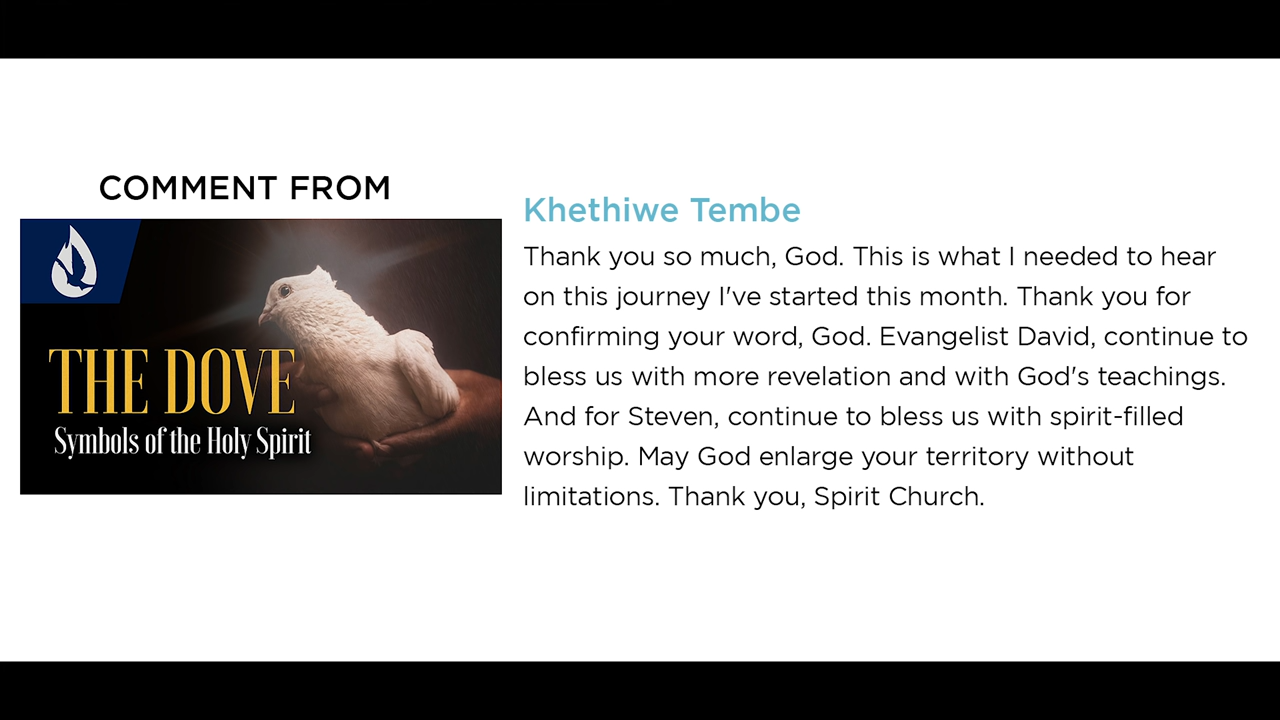 COMMENT FROM
THE DOVE
Symbols of the Holy Spirit
Khethiwe Tembe
Thank you so much, God. This is what I needed to hear
on this journey I've started this month. Thank you for
confirming your word, God. Evangelist David, continue to
bless us with more revelation and with God's teachings.
And for Steven, continue to bless us with spirit-filled
worship. May God enlarge your territory without
limitations. Thank you, Spirit Church.